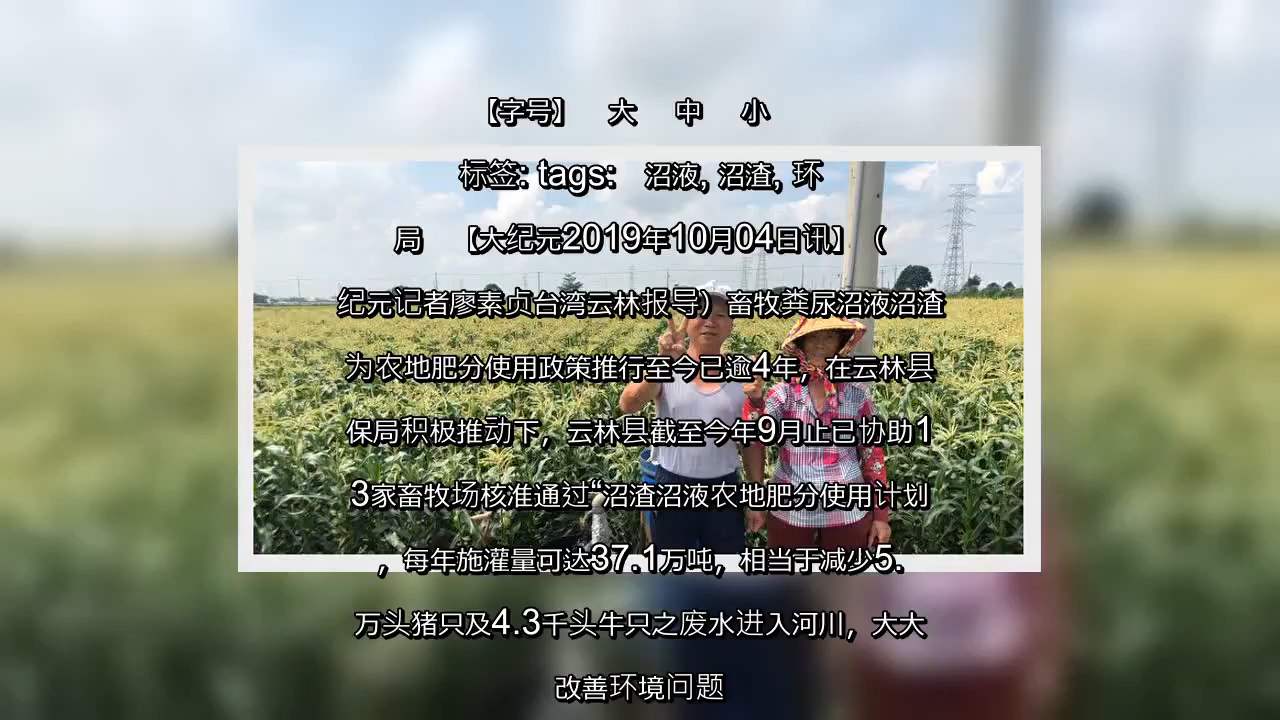 【字号】 大 中 小
标签: tags: 沼液, 沼渣, 环
局 【大纪元2019年10月04日讯】 （
纪元记者廖素贞台湾云林报导）畜牧粪尿沼液沼渣
为农地肥分使用政策推行至今已逾4年，在云林县
保局积极推动下，云林县截至今年9月止已协助1
3家畜牧场核准通过“沼渣沼液农地肥分使用计划
，每年施灌量可达37.1万吨，相当于减少5.
万头猪只及4.3千头牛只之废水进入河川，大大
改善环境问题